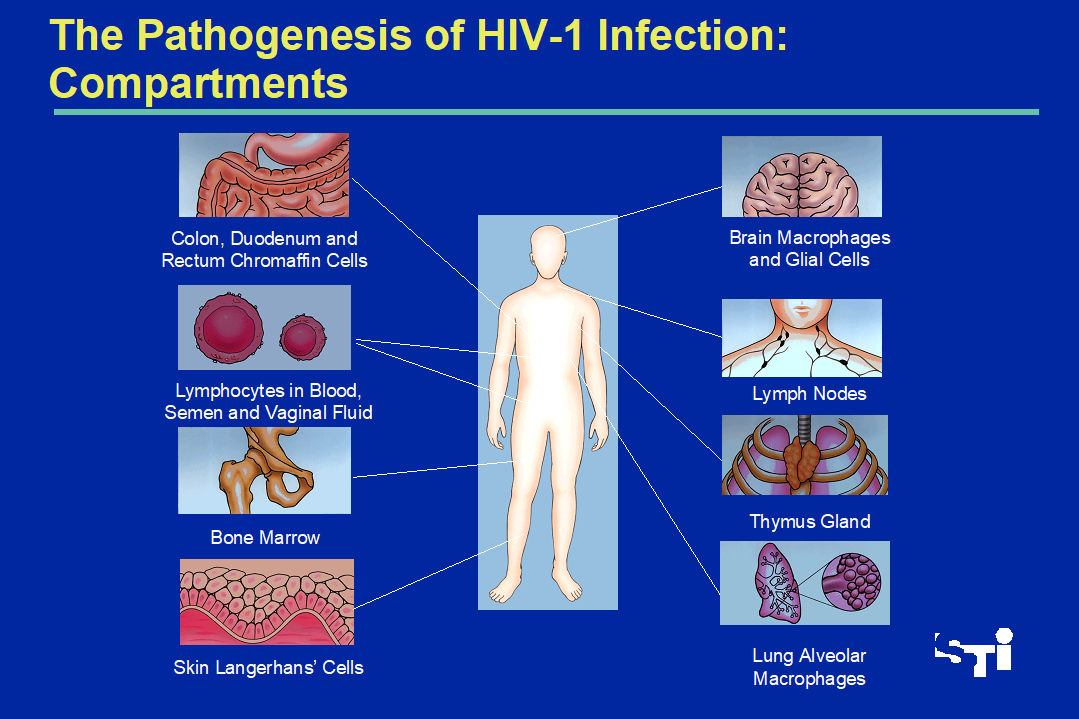 The Pathogenesis of HIV-1 Infection:
Compartments
Colon, Duodenum and
Rectum Chromaffin Cells
Lymphocytes in Blood,
Semen and Vaginal Fluid
Bone Marrow
Skin Langerhans’ Cells
Brain Macrophages
and Glial Cells
Lymph Nodes
Thymus Gland
Lung Alveolar
Macrophages
STi